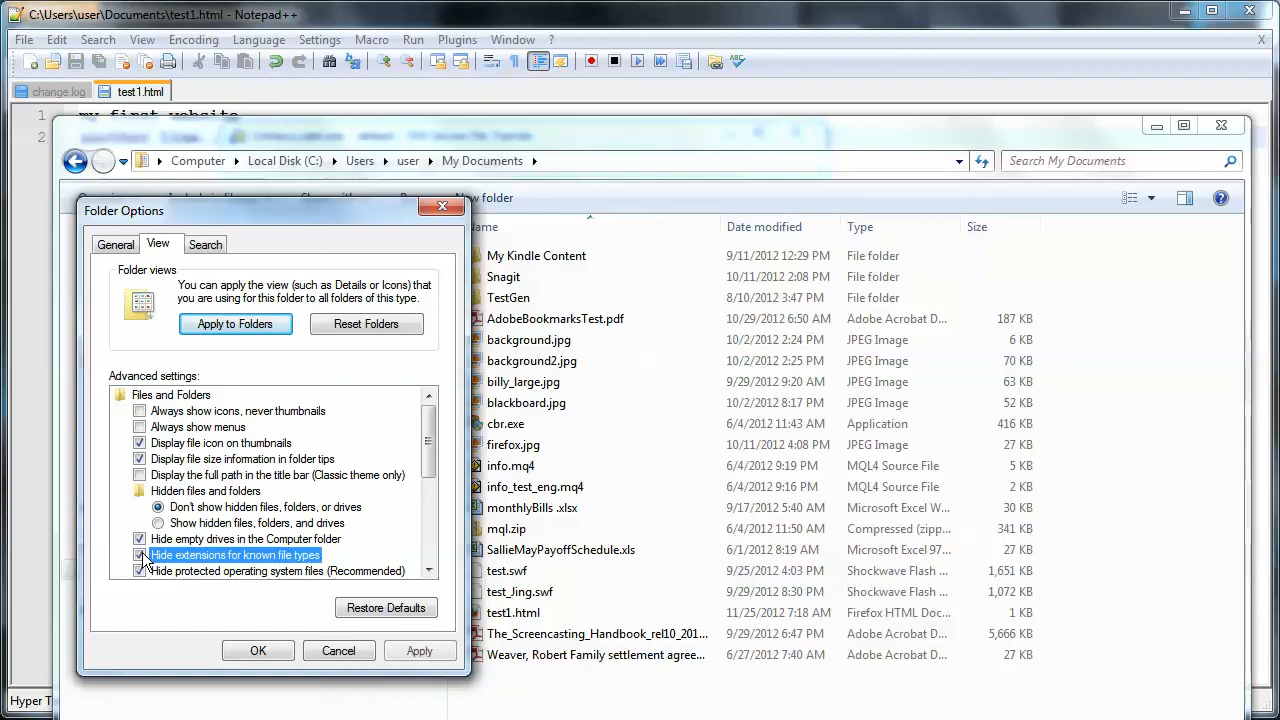 C:\Users\user\Documents\test1.html - Notepad++
File Edit Search View Encoding Language Settings Macro Run Plugins Window ? X
change.log test1.html
1 my first website
2
Computer Local Disk (C:) Users user My Documents Search My Documents
New folder
Folder Options
General View Search
Folder views
You can apply the view (such as Details or Icons) that
you are using for this folder to all folders of this type.
Apply to Folders Reset Folders
Advanced settings:
Files and Folders
Always show icons, never thumbnails
Always show menus
Display file icon on thumbnails
Display file size information in folder tips
Display the full path in the title bar (Classic theme only)
Hidden files and folders
Don't show hidden files, folders, or drives
Show hidden files, folders, and drives
Hide empty drives in the Computer folder
Hide extensions for known file types
Hide protected operating system files (Recommended)
Restore Defaults
OK Cancel Apply
Date modified Type Size
My Kindle Content 9/11/2012 12:29 PM File folder
Snagit 10/11/2012 2:08 PM File folder
TestGen 8/10/2012 3:47 PM File folder
AdobeBookmarksTest.pdf 10/29/2012 6:50 AM Adobe Acrobat D... 187 KB
background.jpg 10/2/2012 2:24 PM JPEG Image 6 KB
background2.jpg 10/2/2012 2:25 PM JPEG Image 70 KB
billy_large.jpg 9/29/2012 9:20 AM JPEG Image 63 KB
blackboard.jpg 10/2/2012 8:17 PM JPEG Image 52 KB
cbr.exe 6/4/2012 11:43 AM Application 416 KB
firefox.jpg 10/11/2012 4:08 PM JPEG Image 27 KB
info.mq4 6/4/2012 9:19 PM MQL4 Source File 5 KB
info_test_eng.mq4 6/4/2012 9:18 PM MQL4 Source File 2 KB
monthlyBills .xlsx 9/17/2012 5:40 AM Microsoft Excel W... 30 KB
mql.zip 6/4/2012 11:50 AM Compressed (zipp... 34 KB
SallieMayPayoffSchedule.xls 6/1/2012 8:19 AM Microsoft Excel 97... 27 KB
test.swf 9/25/2012 4:03 PM Shockwave Flash ... 1,651 KB
test_Jing.swf 9/29/2012 8:30 PM Shockwave Flash ... 1,072 KB
test1.html 11/25/2012 7:18 AM Firefox HTML Doc... 1 KB
The_Screencasting_Handbook_rel10_201... 9/29/2012 6:47 PM Adobe Acrobat D... 5,666 KB
Weaver, Robert Family settlement agree... 6/27/2012 7:40 AM Adobe Acrobat D... 27 KB
Hyper T